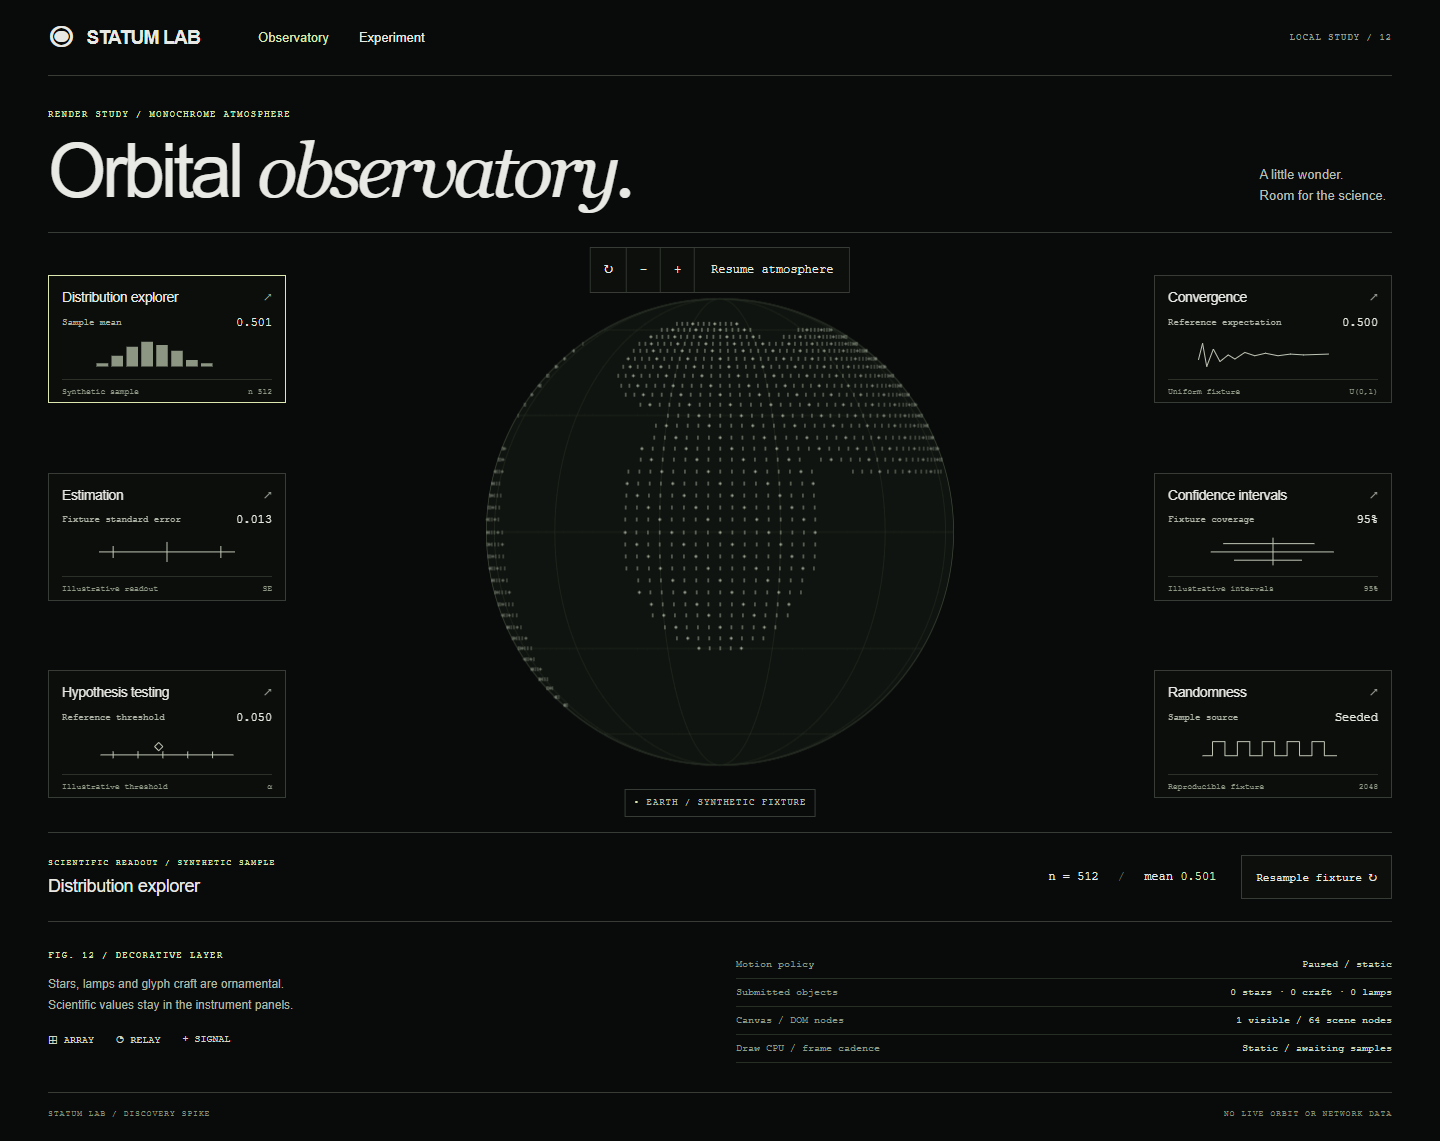 STATUM LAB
Observatory
Experiment
LOCAL STUDY / 12
RENDER STUDY / MONOCHROME ATMOSPHERE
Orbital observatory.
A little wonder.
Room for the science.
↻ − + Resume atmosphere
Distribution explorer ↗
Sample mean 0.501
Synthetic sample n 512
Estimation ↗
Fixture standard error 0.013
Illustrative readout SE
Hypothesis testing ↗
Reference threshold 0.050
Illustrative threshold α
Convergence ↗
Reference expectation 0.500
Uniform fixture U(0,1)
Confidence intervals ↗
Fixture coverage 95%
Illustrative intervals 95%
Randomness ↗
Sample source Seeded
Reproducible fixture 2048
• EARTH / SYNTHETIC FIXTURE
SCIENTIFIC READOUT / SYNTHETIC SAMPLE
Distribution explorer
n = 512 / mean 0.501
Resample fixture ↻
FIG. 12 / DECORATIVE LAYER
Stars, lamps and glyph craft are ornamental.
Scientific values stay in the instrument panels.
⊞ ARRAY ◔ RELAY + SIGNAL
Motion policy Paused / static
Submitted objects 0 stars · 0 craft · 0 lamps
Canvas / DOM nodes 1 visible / 64 scene nodes
Draw CPU / frame cadence Static / awaiting samples
STATUM LAB / DISCOVERY SPIKE
NO LIVE ORBIT OR NETWORK DATA